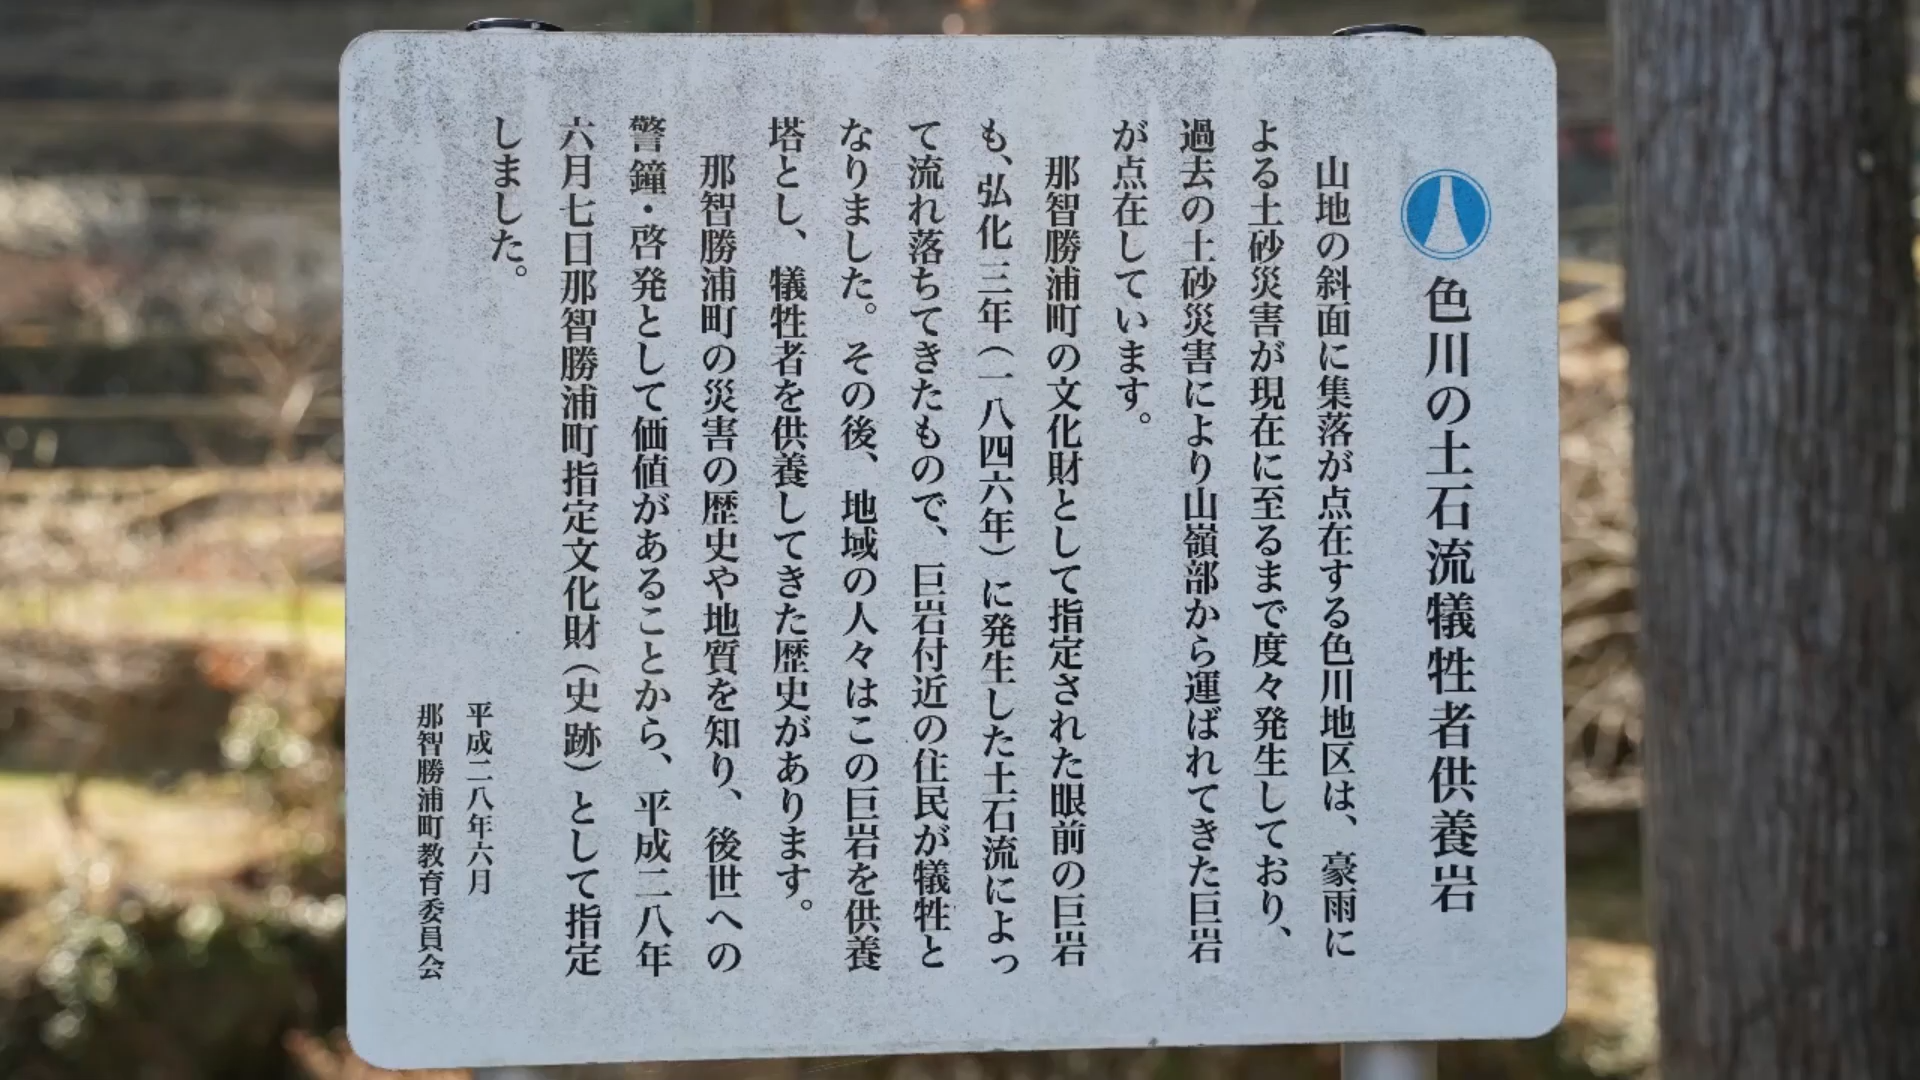 色川の土石流犠牲者供養岩
山地の斜面に集落が点在する色川地区は、豪雨に
よる土砂災害が現在に至るまで度々発生しており、
過去の土砂災害により山嶺部から運ばれてきた巨岩
が点在しています。
那智勝浦町の文化財として指定された眼前の巨岩
も、弘化三年（一八四六年）に発生した土石流によっ
て流れ落ちてきたもので、巨岩付近の住民が犠牲と
なりました。その後、地域の人々はこの巨岩を供養
塔とし、犠牲者を供養してきた歴史があります。
那智勝浦町の災害の歴史や地質を知り、後世への
警鐘・啓発として価値があることから、平成二八年
六月七日那智勝浦町指定文化財（史跡）として指定
しました。
平成二八年六月
那智勝浦町教育委員会